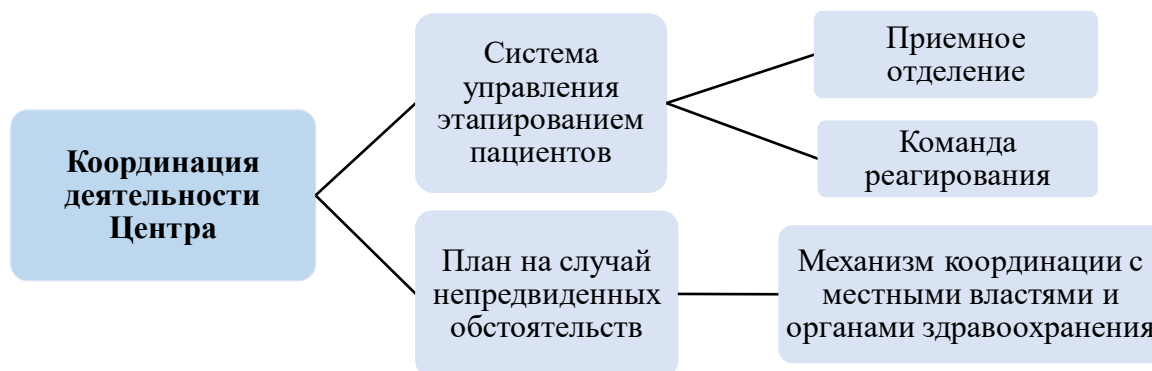 Координация
деятельности
Центра
Система
управления
этапированием
пациентов
Приемное
отделение
Команда
реагирования
План на случай
непредвиденных
обстоятельств
Механизм координации с
местными властями и
органами здравоохранения